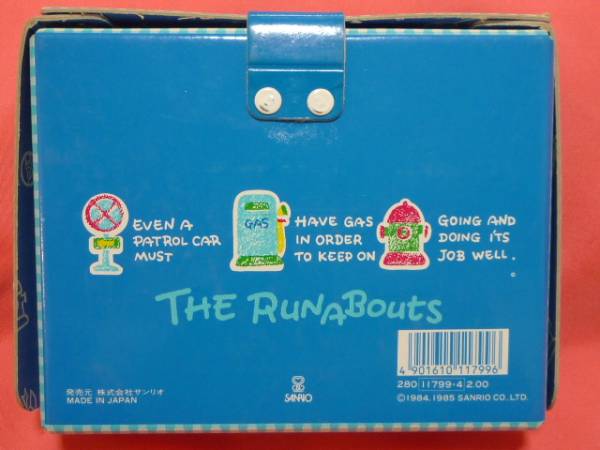 EVEN A
PATROL CAR
MUST
GAS
HAVE GAS
IN ORDER
TO KEEP ON
GOING AND
DOING ITS
JOB WELL.
THE RUNABOUTS
4 901610 117996
280 11799-4 2.00
発売元 株式会社サンリオ
MADE IN JAPAN
SANRIO
©1984, 1985 SANRIO CO., LTD.